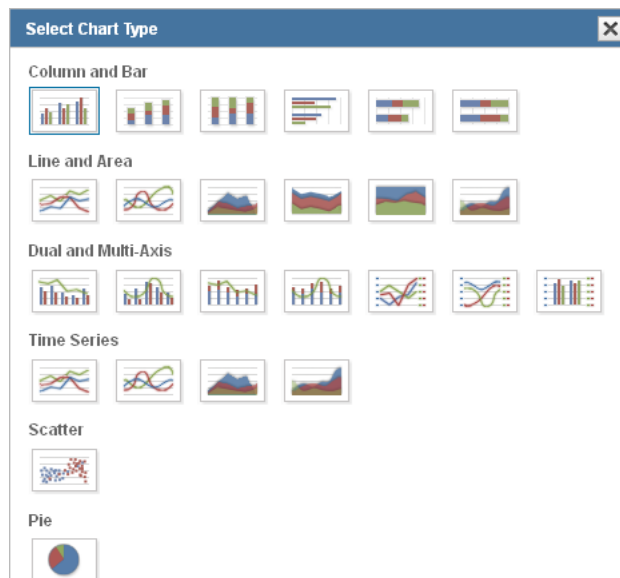 Select Chart Type
Column and Bar
Line and Area
Dual and Multi-Axis
Time Series
Scatter
Pie